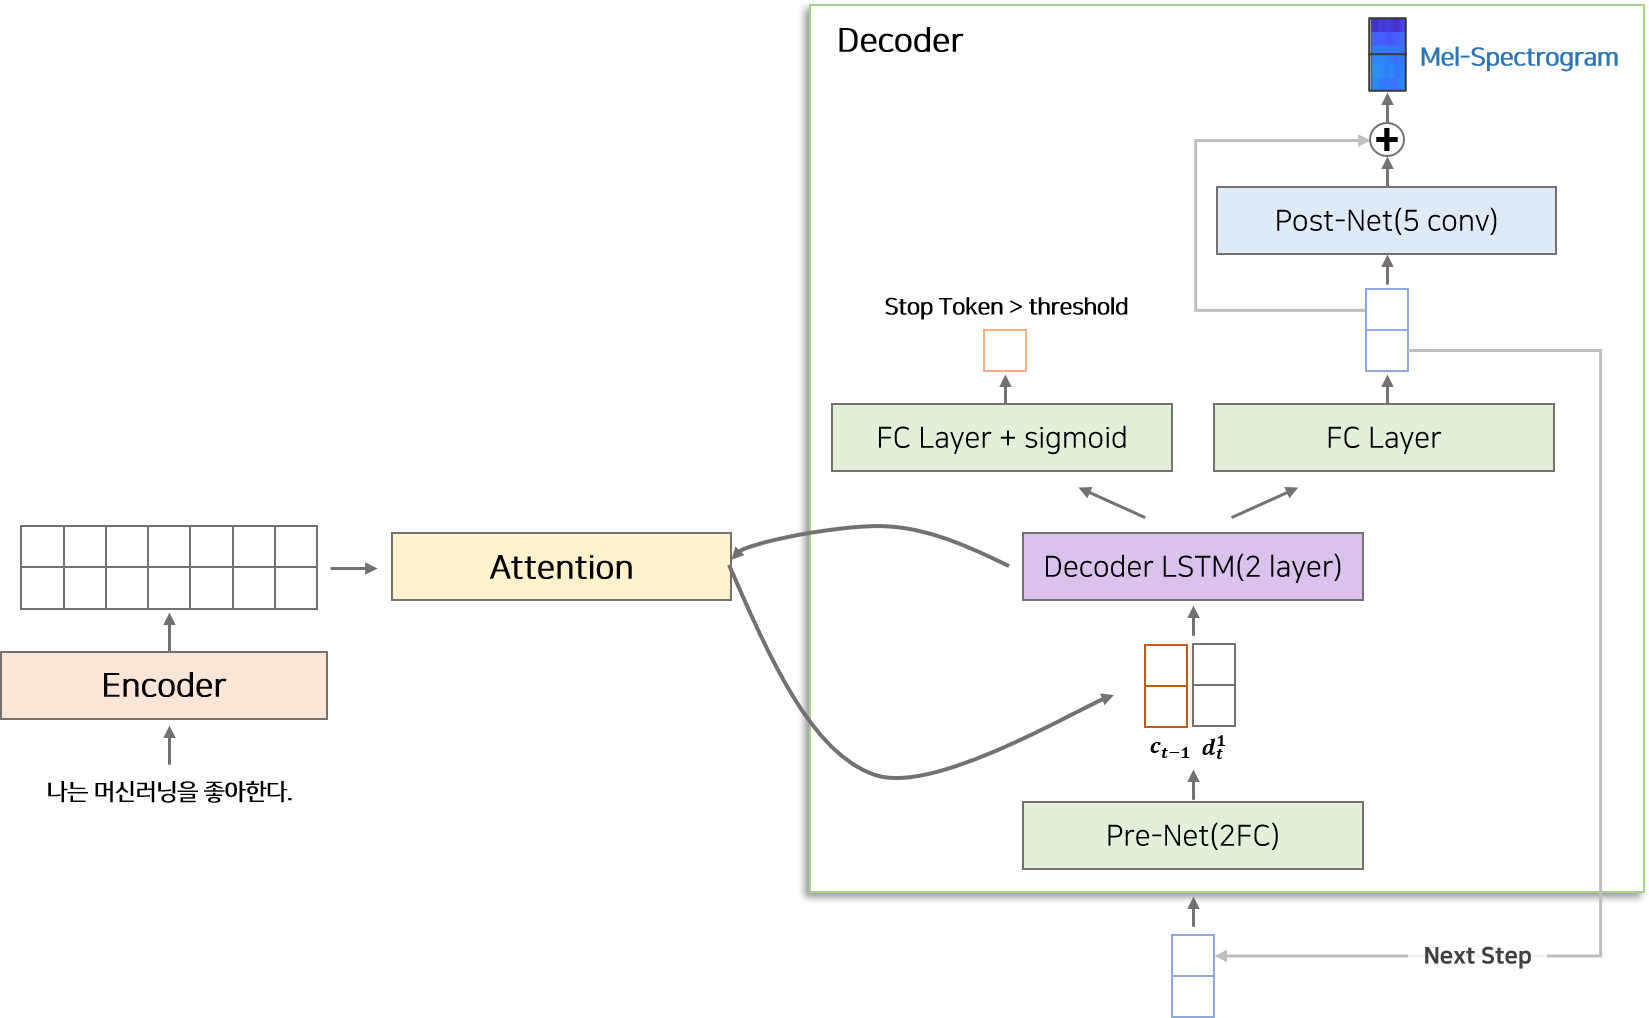 Decoder
Mel-Spectrogram
Post-Net(5 conv)
Stop Token > threshold
FC Layer + sigmoid
FC Layer
Attention
Decoder LSTM(2 layer)
Encoder
c_{t-1} d_t^1
나는 머신러닝을 좋아한다.
Pre-Net(2FC)
Next Step